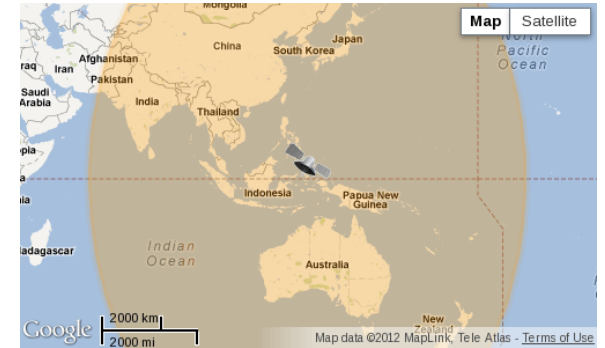 Mongolia
Map
Satellite
Japan
North
Pacific
Ocean
China
South Korea
Afghanistan
Iran
Pakistan
Saudi
Arabia
India
Thailand
Indonesia
Papua New
Guinea
Indian
Ocean
Australia
New
Zealand
2000 km
2000 mi
Google
Map data ©2012 MapLink, Tele Atlas - Terms of Use